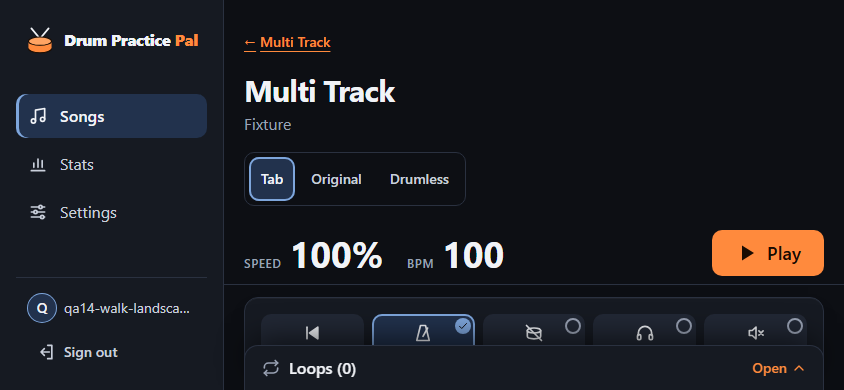 Drum Practice Pal
Songs
Stats
Settings
Q
qa14-walk-landsca...
Sign out
← Multi Track
Multi Track
Fixture
Tab
Original
Drumless
SPEED 100%
BPM 100
Play
Loops (0)
Open